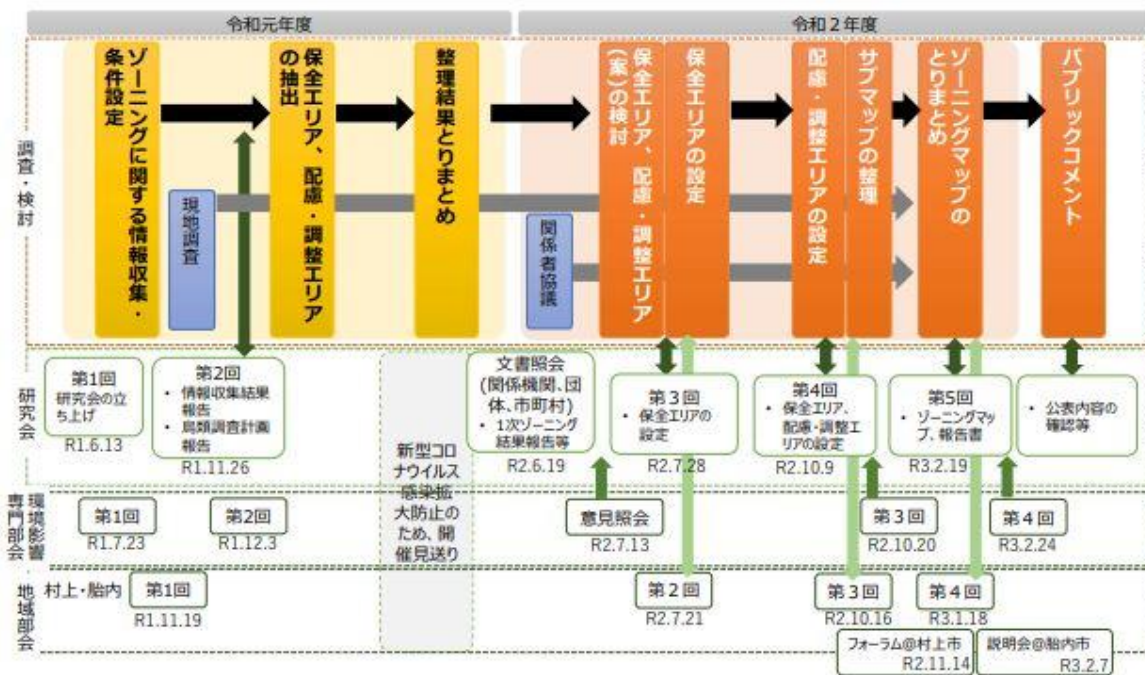 令和元年度
令和２年度
調査・検討
ゾーニングに関する情報収集・
条件設定
現地調査
保全エリア、配慮・調整エリア
の抽出
整理結果とりまとめ
関係者協議
保全エリア、配慮・調整エリア
(案)の検討
保全エリアの設定
配慮・調整エリアの設定
サブマップの整理
ゾーニングマップの
とりまとめ
パブリックコメント
研究会
第1回
研究会の立
ち上げ
R1.6.13
第2回
• 情報収集結果
報告
• 鳥類調査計画
報告
R1.11.26
新型コロ
ナウイルス
感染拡
大防止の
ため、開
催見送り
文書照会
(関係機関、団
体、市町村)
• 1次ゾーニング
結果報告等
R2.6.19
第３回
• 保全エリアの
設定
R2.7.28
第4回
• 保全エリア、
配慮・調整エ
リアの設定
R2.10.9
第5回
• ゾーニングマッ
プ、報告書
R3.2.19
• 公表内容の
確認等
環境影響
専門部会
第1回
R1.7.23
第2回
R1.12.3
意見照会
R2.7.13
第３回
R2.10.20
第４回
R3.2.24
地域部会
村上・胎内
第1回
R1.11.19
第２回
R2.7.21
第３回
R2.10.16
第４回
R3.1.18
フォーラム@村上市
R2.11.14
説明会@胎内市
R3.2.7